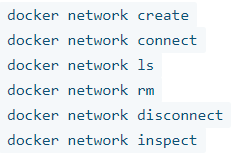 docker network create
docker network connect
docker network ls
docker network rm
docker network disconnect
docker network inspect